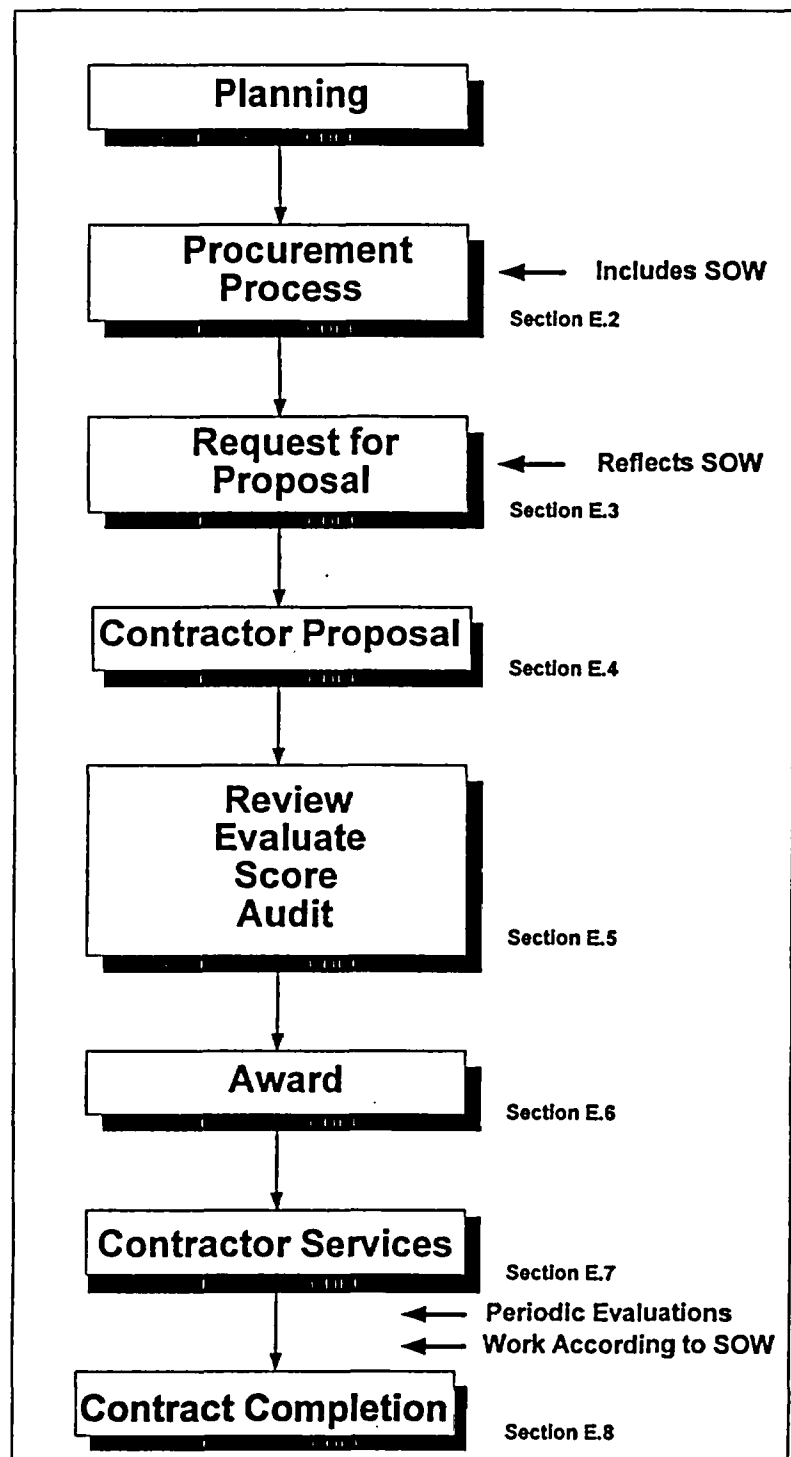 Planning
Procurement
Process
Includes SOW
Section E.2
Request for
Proposal
Reflects SOW
Section E.3
Contractor Proposal
Section E.4
Review
Evaluate
Score
Audit
Section E.5
Award
Section E.6
Contractor Services
Section E.7
Periodic Evaluations
Work According to SOW
Contract Completion
Section E.8